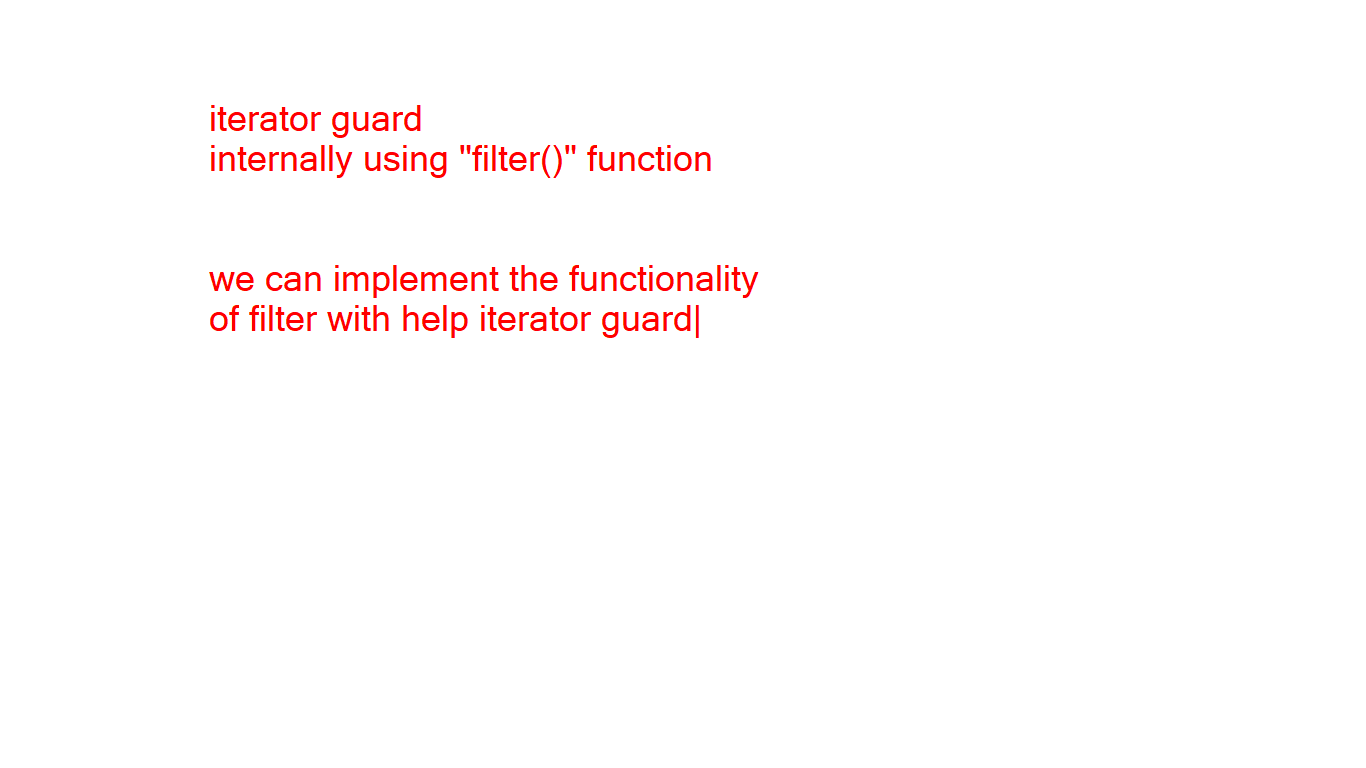 iterator guard
internally using "filter()" function
we can implement the functionality
of filter with help iterator guard